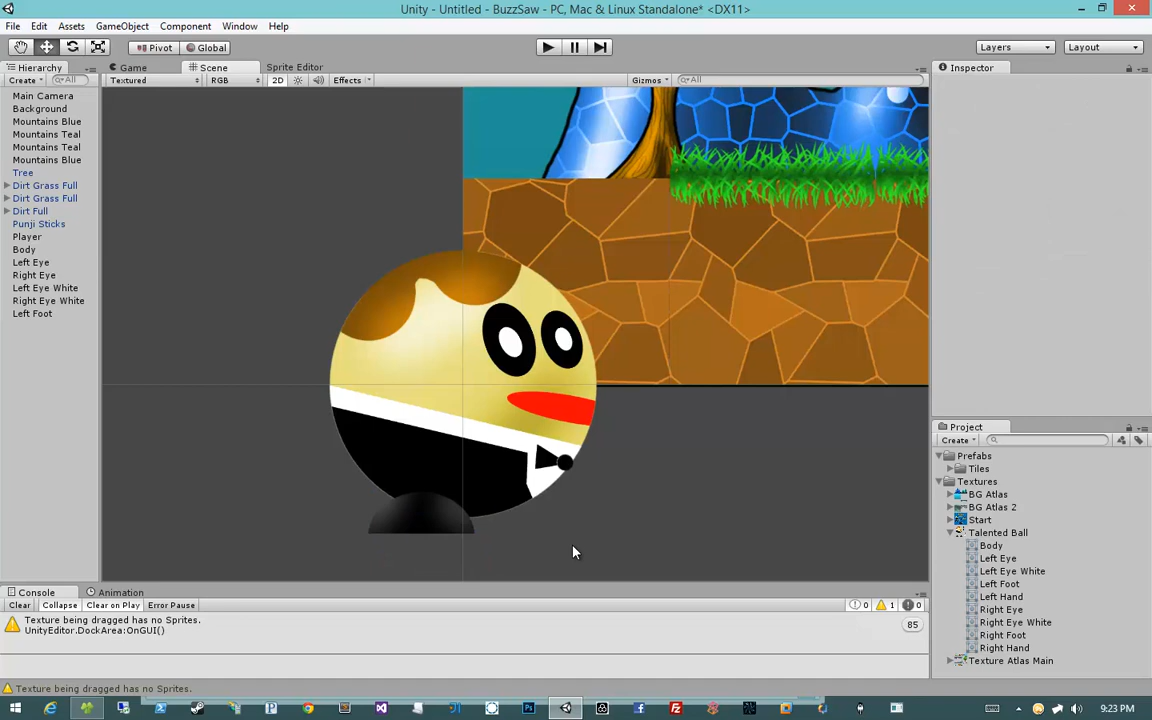 Unity - Untitled - BuzzSaw - PC, Mac & Linux Standalone* <DX11>
File Edit Assets GameObject Component Window Help
Pivot Global Layers Layout
Hierarchy Game Scene Sprite Editor Inspector
Create All Textured RGB 2D Effects Gizmos All
Main Camera
Background
Mountains Blue
Mountains Teal
Mountains Teal
Mountains Blue
Tree
Dirt Grass Full
Dirt Grass Full
Dirt Full
Punji Sticks
Player
Body
Left Eye
Right Eye
Left Eye White
Right Eye White
Left Foot
Project
Create
Prefabs
Tiles
Textures
BG Atlas
BG Atlas 2
Start
Talented Ball
Body
Left Eye
Left Eye White
Left Foot
Left Hand
Right Eye
Right Eye White
Right Foot
Right Hand
Texture Atlas Main
Console Animation
Clear Collapse Clear on Play Error Pause 0 1 0
Texture being dragged has no Sprites.
UnityEditor.DockArea:OnGUI()
85
Texture being dragged has no Sprites.
9:23 PM